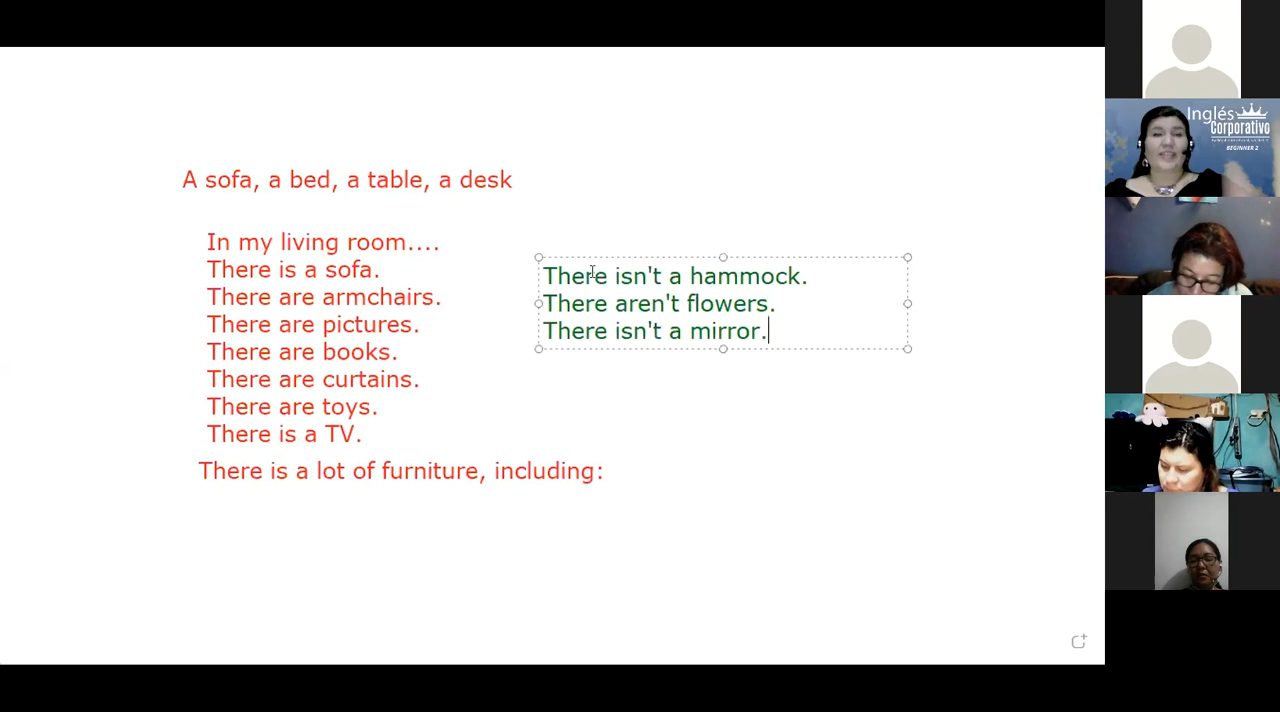 A sofa, a bed, a table, a desk
In my living room....
There is a sofa.
There are armchairs.
There are pictures.
There are books.
There are curtains.
There are toys.
There is a TV.
There is a lot of furniture, including:
There isn't a hammock.
There aren't flowers.
There isn't a mirror.
Inglés
Corporativo
BEGINNER 2